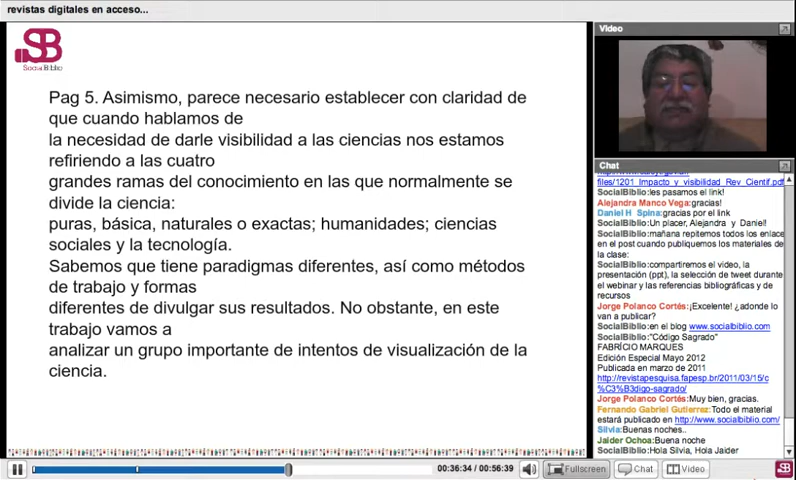 revistas digitales en acceso...
SB
SocialBiblio
Pag 5. Asimismo, parece necesario establecer con claridad de
que cuando hablamos de
la necesidad de darle visibilidad a las ciencias nos estamos
refiriendo a las cuatro
grandes ramas del conocimiento en las que normalmente se
divide la ciencia:
puras, básica, naturales o exactas; humanidades; ciencias
sociales y la tecnología.
Sabemos que tiene paradigmas diferentes, así como métodos
de trabajo y formas
diferentes de divulgar sus resultados. No obstante, en este
trabajo vamos a
analizar un grupo importante de intentos de visualización de la
ciencia.
Video
Chat
files/1201_Impacto_y_visibilidad_Rev_Cientif.pdf
SocialBiblio:les pasamos el link!
Alejandra Manco Vega:gracias!
Daniel H Spina:gracias por el link
SocialBiblio:Un placer, Alejandra y Daniel!
SocialBiblio:mañana repitemos todos los enlace
en el post cuando publiquemos los materiales de
la clase:
SocialBiblio:compartiremos el video, la
presentación (ppt), la selección de tweet durante
el webinar y las referencias bibliográficas y de
recursos
Jorge Polanco Cortés:¡Excelente! ¿adonde lo
van a publicar?
SocialBiblio:en el blog www.socialbiblio.com
SocialBiblio:"Código Sagrado"
FABRÍCIO MARQUES
Edición Especial Mayo 2012
Publicada en marzo de 2011
http://revistapesquisa.fapesp.br/2011/03/15/c
%C3%B3digo-sagrado/
Jorge Polanco Cortés:Muy bien, gracias.
Fernando Gabriel Gutierrez:Todo el material
estará publicado en http://www.socialbiblio.com/
Silvia:Buenas noches..
Jaider Ochoa:Buena noche
SocialBiblio:Hola Silvia, Hola Jaider
00:36:34 / 00:56:39
Fullscreen
Chat
Video
SB